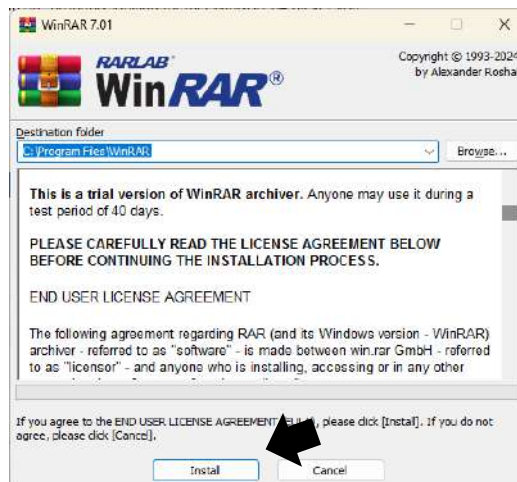 WinRAR 7.01
RARLAB
WinRAR®
Copyright © 1993-2024
by Alexander Rosha
Destination folder
C:\Program Files\WinRAR
Browse...
This is a trial version of WinRAR archiver. Anyone may use it during a
test period of 40 days.
PLEASE CAREFULLY READ THE LICENSE AGREEMENT BELOW
BEFORE CONTINUING THE INSTALLATION PROCESS.
END USER LICENSE AGREEMENT
The following agreement regarding RAR (and its Windows version - WinRAR)
archiver - referred to as "software" - is made between win.rar GmbH - referred
to as "licensor" - and anyone who is installing, accessing or in any other
If you agree to the END USER LICENSE AGREEMENT please click [Install]. If you do not
agree, please click [Cancel].
Install
Cancel